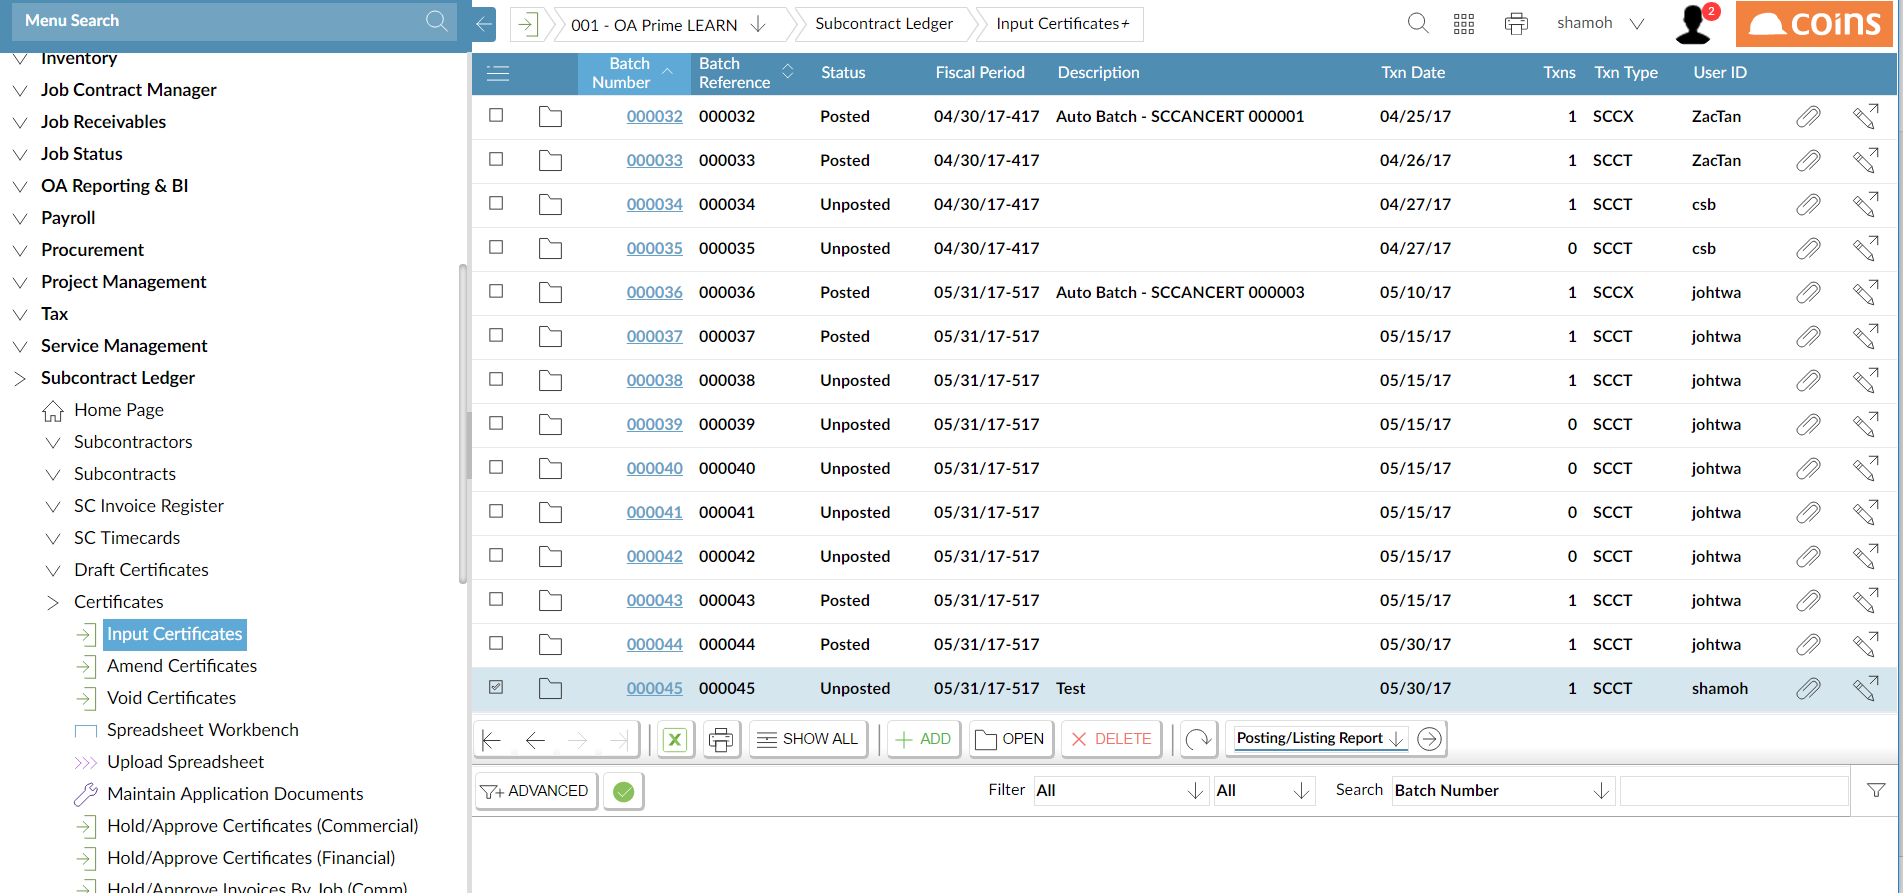 Menu Search
Inventory
Job Contract Manager
Job Receivables
Job Status
OA Reporting & BI
Payroll
Procurement
Project Management
Tax
Service Management
Subcontract Ledger
Home Page
Subcontractors
Subcontracts
SC Invoice Register
SC Timecards
Draft Certificates
Certificates
Input Certificates
Amend Certificates
Void Certificates
Spreadsheet Workbench
Upload Spreadsheet
Maintain Application Documents
Hold/Approve Certificates (Commercial)
Hold/Approve Certificates (Financial)
Hold/Approve Invoices By Job (Comm)
001 - OA Prime LEARN Subcontract Ledger Input Certificates+ shamoh 2 coins
Batch Number Batch Reference Status Fiscal Period Description Txn Date Txns Txn Type User ID
000032 000032 Posted 04/30/17-417 Auto Batch - SCCANCERT 000001 04/25/17 1 SCCX ZacTan
000033 000033 Posted 04/30/17-417 04/26/17 1 SCCT ZacTan
000034 000034 Unposted 04/30/17-417 04/27/17 1 SCCT csb
000035 000035 Unposted 04/30/17-417 04/27/17 0 SCCT csb
000036 000036 Posted 05/31/17-517 Auto Batch - SCCANCERT 000003 05/10/17 1 SCCX johtwa
000037 000037 Posted 05/31/17-517 05/15/17 1 SCCT johtwa
000038 000038 Unposted 05/31/17-517 05/15/17 1 SCCT johtwa
000039 000039 Unposted 05/31/17-517 05/15/17 0 SCCT johtwa
000040 000040 Unposted 05/31/17-517 05/15/17 0 SCCT johtwa
000041 000041 Unposted 05/31/17-517 05/15/17 0 SCCT johtwa
000042 000042 Unposted 05/31/17-517 05/15/17 0 SCCT johtwa
000043 000043 Posted 05/31/17-517 05/15/17 1 SCCT johtwa
000044 000044 Posted 05/31/17-517 05/30/17 1 SCCT johtwa
000045 000045 Unposted 05/31/17-517 Test 05/30/17 1 SCCT shamoh
SHOW ALL ADD OPEN DELETE Posting/Listing Report
ADVANCED Filter All All Search Batch Number